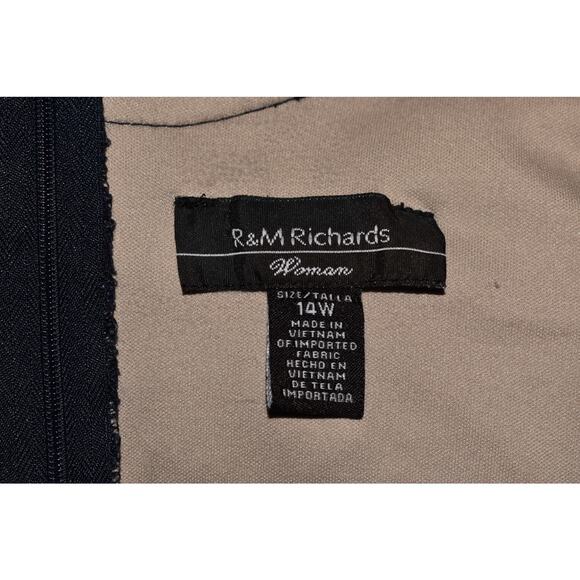 R&M Richards
Woman
SIZE/TALLA
14W
MADE IN
VIETNAM
OF IMPORTED
FABRIC
HECHO EN
VIETNAM
DE TELA
IMPORTADA